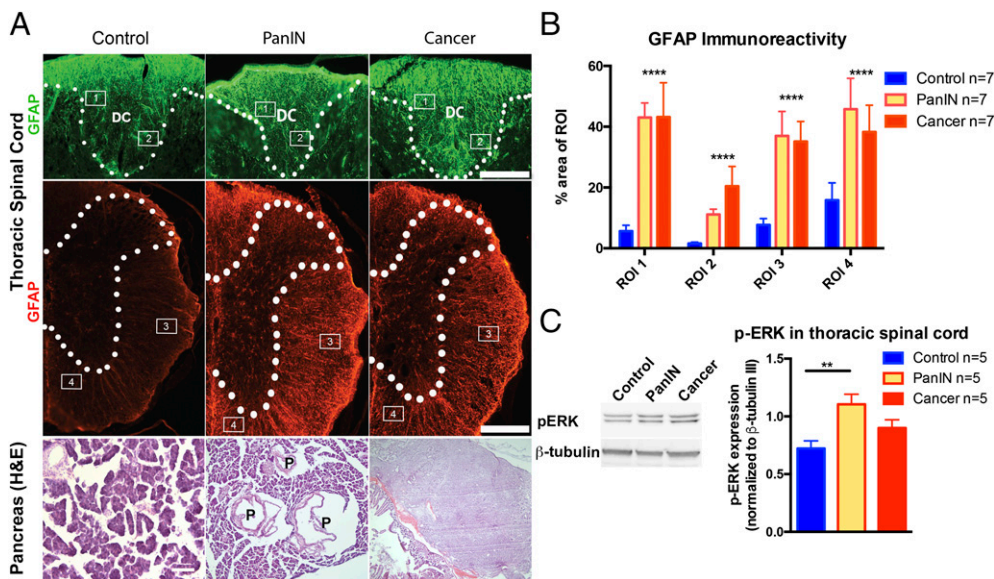 A
Control
PanIN
Cancer
Thoracic Spinal Cord
GFAP
1
DC
2
1
DC
2
1
DC
2
GFAP
3
4
3
4
3
4
Pancreas (H&E)
P
P
P
B
GFAP Immunoreactivity
% area of ROI
60
40
20
0
****
****
****
****
ROI 1
ROI 2
ROI 3
ROI 4
Control n=7
PanIN n=7
Cancer n=7
C
Control
PanIN
Cancer
pERK
β-tubulin
p-ERK in thoracic spinal cord
p-ERK expression
(normalized to β-tubulin III)
1.5
1.0
0.5
0.0
**
Control n=5
PanIN n=5
Cancer n=5